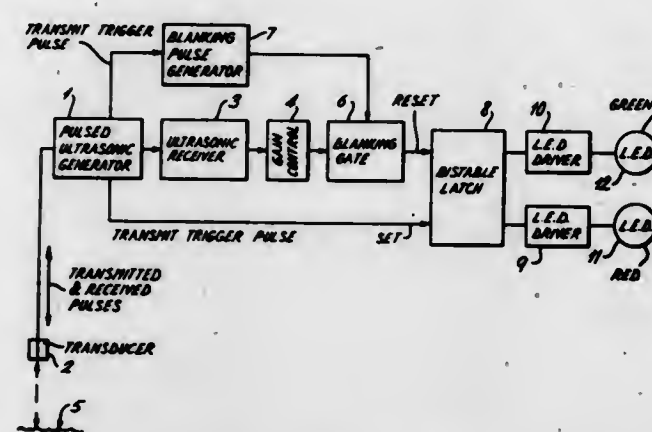 TRANSMIT TRIGGER
PULSE
BLANKING
PULSE
GENERATOR
7
1
PULSED
ULTRASONIC
GENERATOR
3
ULTRASONIC
RECEIVER
4
GAIN
CONTROL
6
BLANKING
GATE
RESET
8
BISTABLE
LATCH
10
L.E.D
DRIVER
GREEN
L.E.D.
12
TRANSMIT TRIGGER PULSE
SET
L.E.D.
DRIVER
9
L.E.D.
11
RED
TRANSMITTED
& RECEIVED
PULSES
TRANSDUCER
2
5